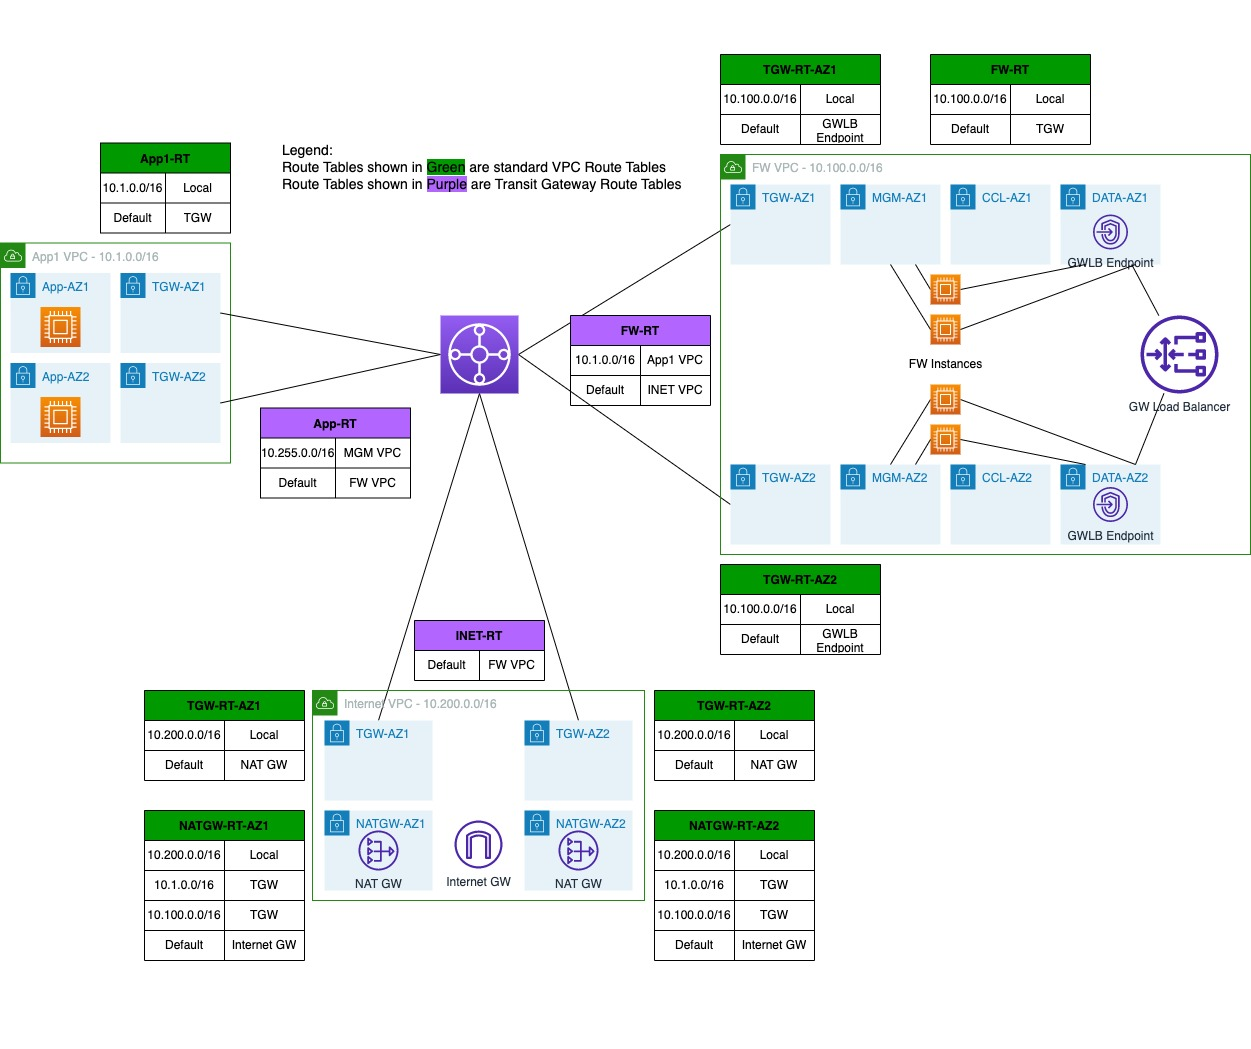 TGW-RT-AZ1
10.100.0.0/16 Local
Default GWLB
Endpoint
FW-RT
10.100.0.0/16 Local
Default TGW
App1-RT
10.1.0.0/16 Local
Default TGW
Legend:
Route Tables shown in Green are standard VPC Route Tables
Route Tables shown in Purple are Transit Gateway Route Tables
App1 VPC - 10.1.0.0/16
App-AZ1
TGW-AZ1
App-AZ2
TGW-AZ2
FW VPC - 10.100.0.0/16
TGW-AZ1
MGM-AZ1
CCL-AZ1
DATA-AZ1
GWLB Endpoint
FW Instances
GW Load Balancer
TGW-AZ2
MGM-AZ2
CCL-AZ2
DATA-AZ2
GWLB Endpoint
FW-RT
10.1.0.0/16 App1 VPC
Default INET VPC
App-RT
10.255.0.0/16 MGM VPC
Default FW VPC
TGW-RT-AZ2
10.100.0.0/16 Local
Default GWLB
Endpoint
INET-RT
Default FW VPC
TGW-RT-AZ1
10.200.0.0/16 Local
Default NAT GW
Internet VPC - 10.200.0.0/16
TGW-AZ1
TGW-AZ2
NATGW-AZ1
NAT GW
Internet GW
NATGW-AZ2
NAT GW
TGW-RT-AZ2
10.200.0.0/16 Local
Default NAT GW
NATGW-RT-AZ1
10.200.0.0/16 Local
10.1.0.0/16 TGW
10.100.0.0/16 TGW
Default Internet GW
NATGW-RT-AZ2
10.200.0.0/16 Local
10.1.0.0/16 TGW
10.100.0.0/16 TGW
Default Internet GW